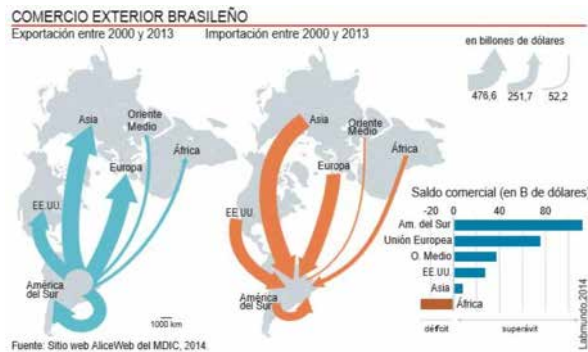 COMERCIO EXTERIOR BRASILEÑO
Exportación entre 2000 y 2013
Importación entre 2000 y 2013
en billones de dólares
476,6
251,7
52,2
Asia
Oriente
Medio
África
Europa
EE.UU.
América
del Sur
1000 km
Asia
Oriente
Medio
África
Europa
EE.UU.
América
del Sur
Saldo comercial (en B de dólares)
-20 0 80
Am. del Sur
Unión Europea
O. Medio
EE.UU.
Asia
África
déficit
superávit
Labmundo,2014
Fuente: Sitio web AliceWeb del MDIC, 2014.